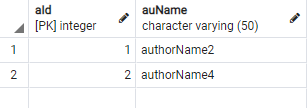 aId auName
[PK] integer character varying (50)
1 1 authorName2
2 2 authorName4